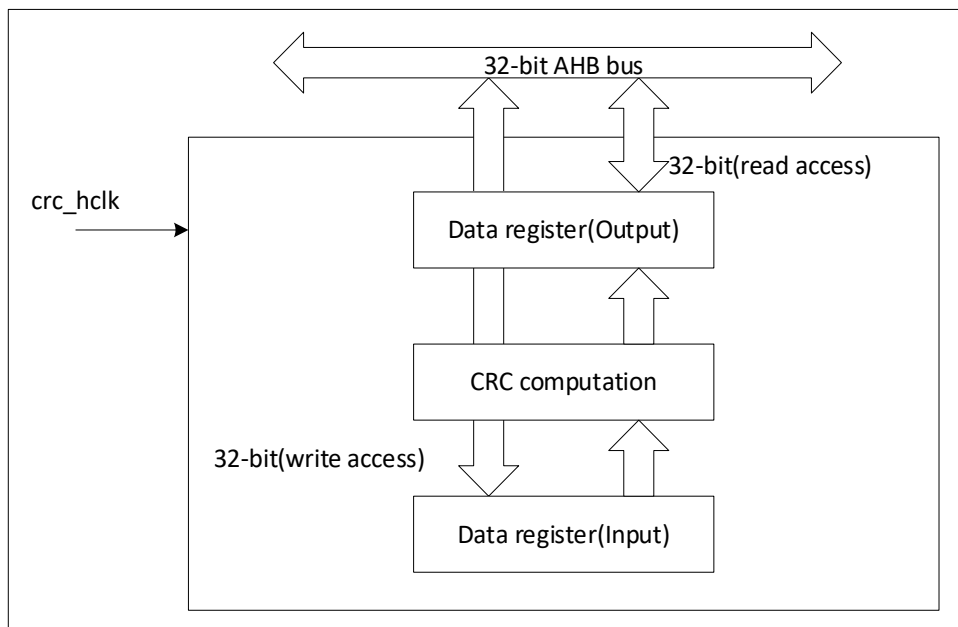 32-bit AHB bus
32-bit(read access)
crc_hclk
Data register(Output)
CRC computation
32-bit(write access)
Data register(Input)